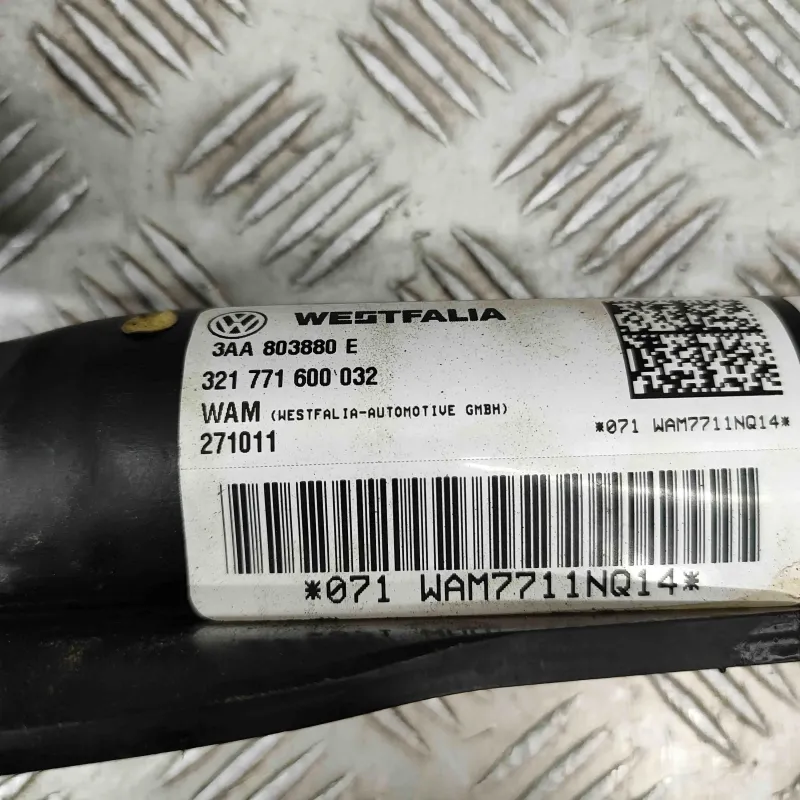 WESTFALIA
3AA 803880 E
321 771 600 032
WAM (WESTFALIA-AUTOMOTIVE GMBH)
271011
*071 WAM7711NQ14*
*071 WAM7711NQ14*